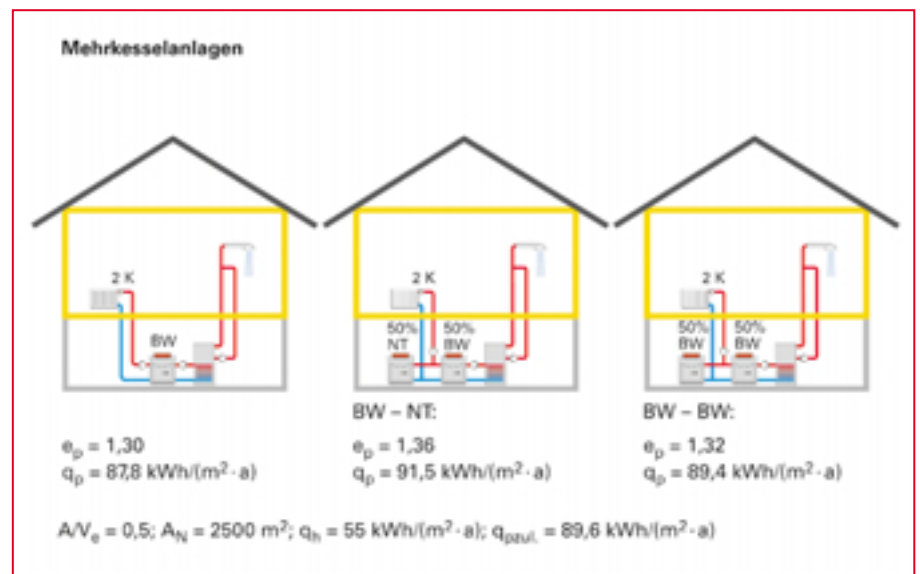 Mehrkesselanlagen
2 K
BW
2 K
50% 50%
NT BW
2 K
50% 50%
BW BW
eₚ = 1,30
qₚ = 87,8 kWh/(m² · a)
BW – NT:
eₚ = 1,36
qₚ = 91,5 kWh/(m² · a)
BW – BW:
eₚ = 1,32
qₚ = 89,4 kWh/(m² · a)
A/Vₑ = 0,5; A_N = 2500 m²; qₕ = 55 kWh/(m² · a); q_pzul. = 89,6 kWh/(m² · a)